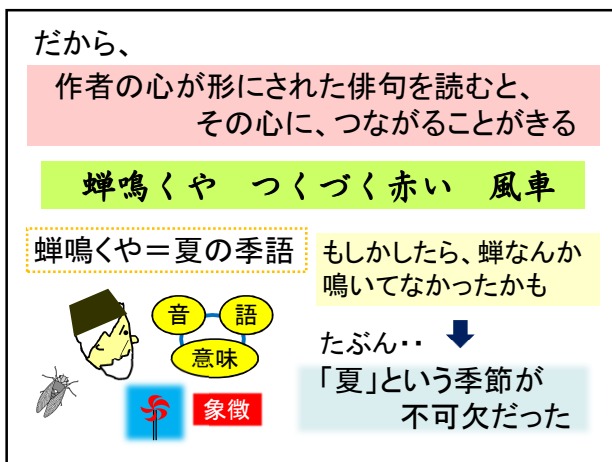 だから、
作者の心が形にされた俳句を読むと、
その心に、つながることがきる
蝉鳴くや　つくづく赤い　風車
蝉鳴くや＝夏の季語
もしかしたら、蝉なんか
鳴いてなかったかも
音
語
意味
たぶん・・
「夏」という季節が
不可欠だった
象徴